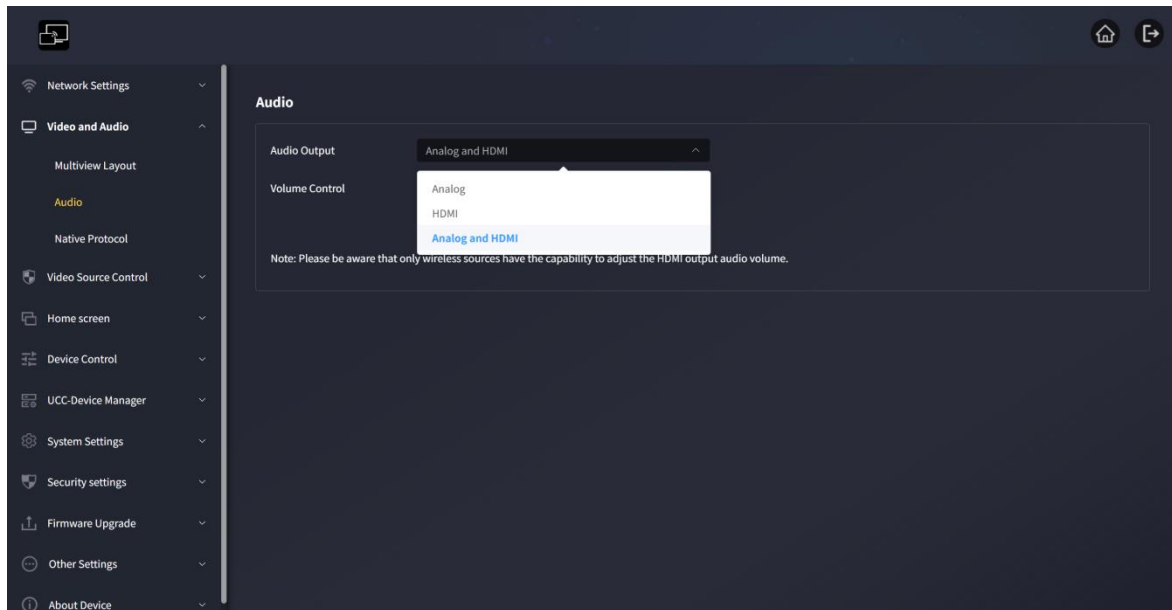 Network Settings
Video and Audio
Multiview Layout
Audio
Native Protocol
Video Source Control
Home screen
Device Control
UCC-Device Manager
System Settings
Security settings
Firmware Upgrade
Other Settings
About Device
Audio
Audio Output
Analog and HDMI
Volume Control
Analog
HDMI
Analog and HDMI
Note: Please be aware that only wireless sources have the capability to adjust the HDMI output audio volume.